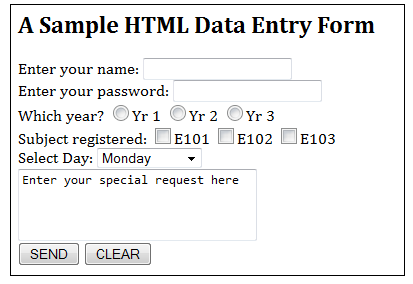 A Sample HTML Data Entry Form
Enter your name:
Enter your password:
Which year? Yr 1 Yr 2 Yr 3
Subject registered: E101 E102 E103
Select Day: Monday
Enter your special request here
SEND CLEAR